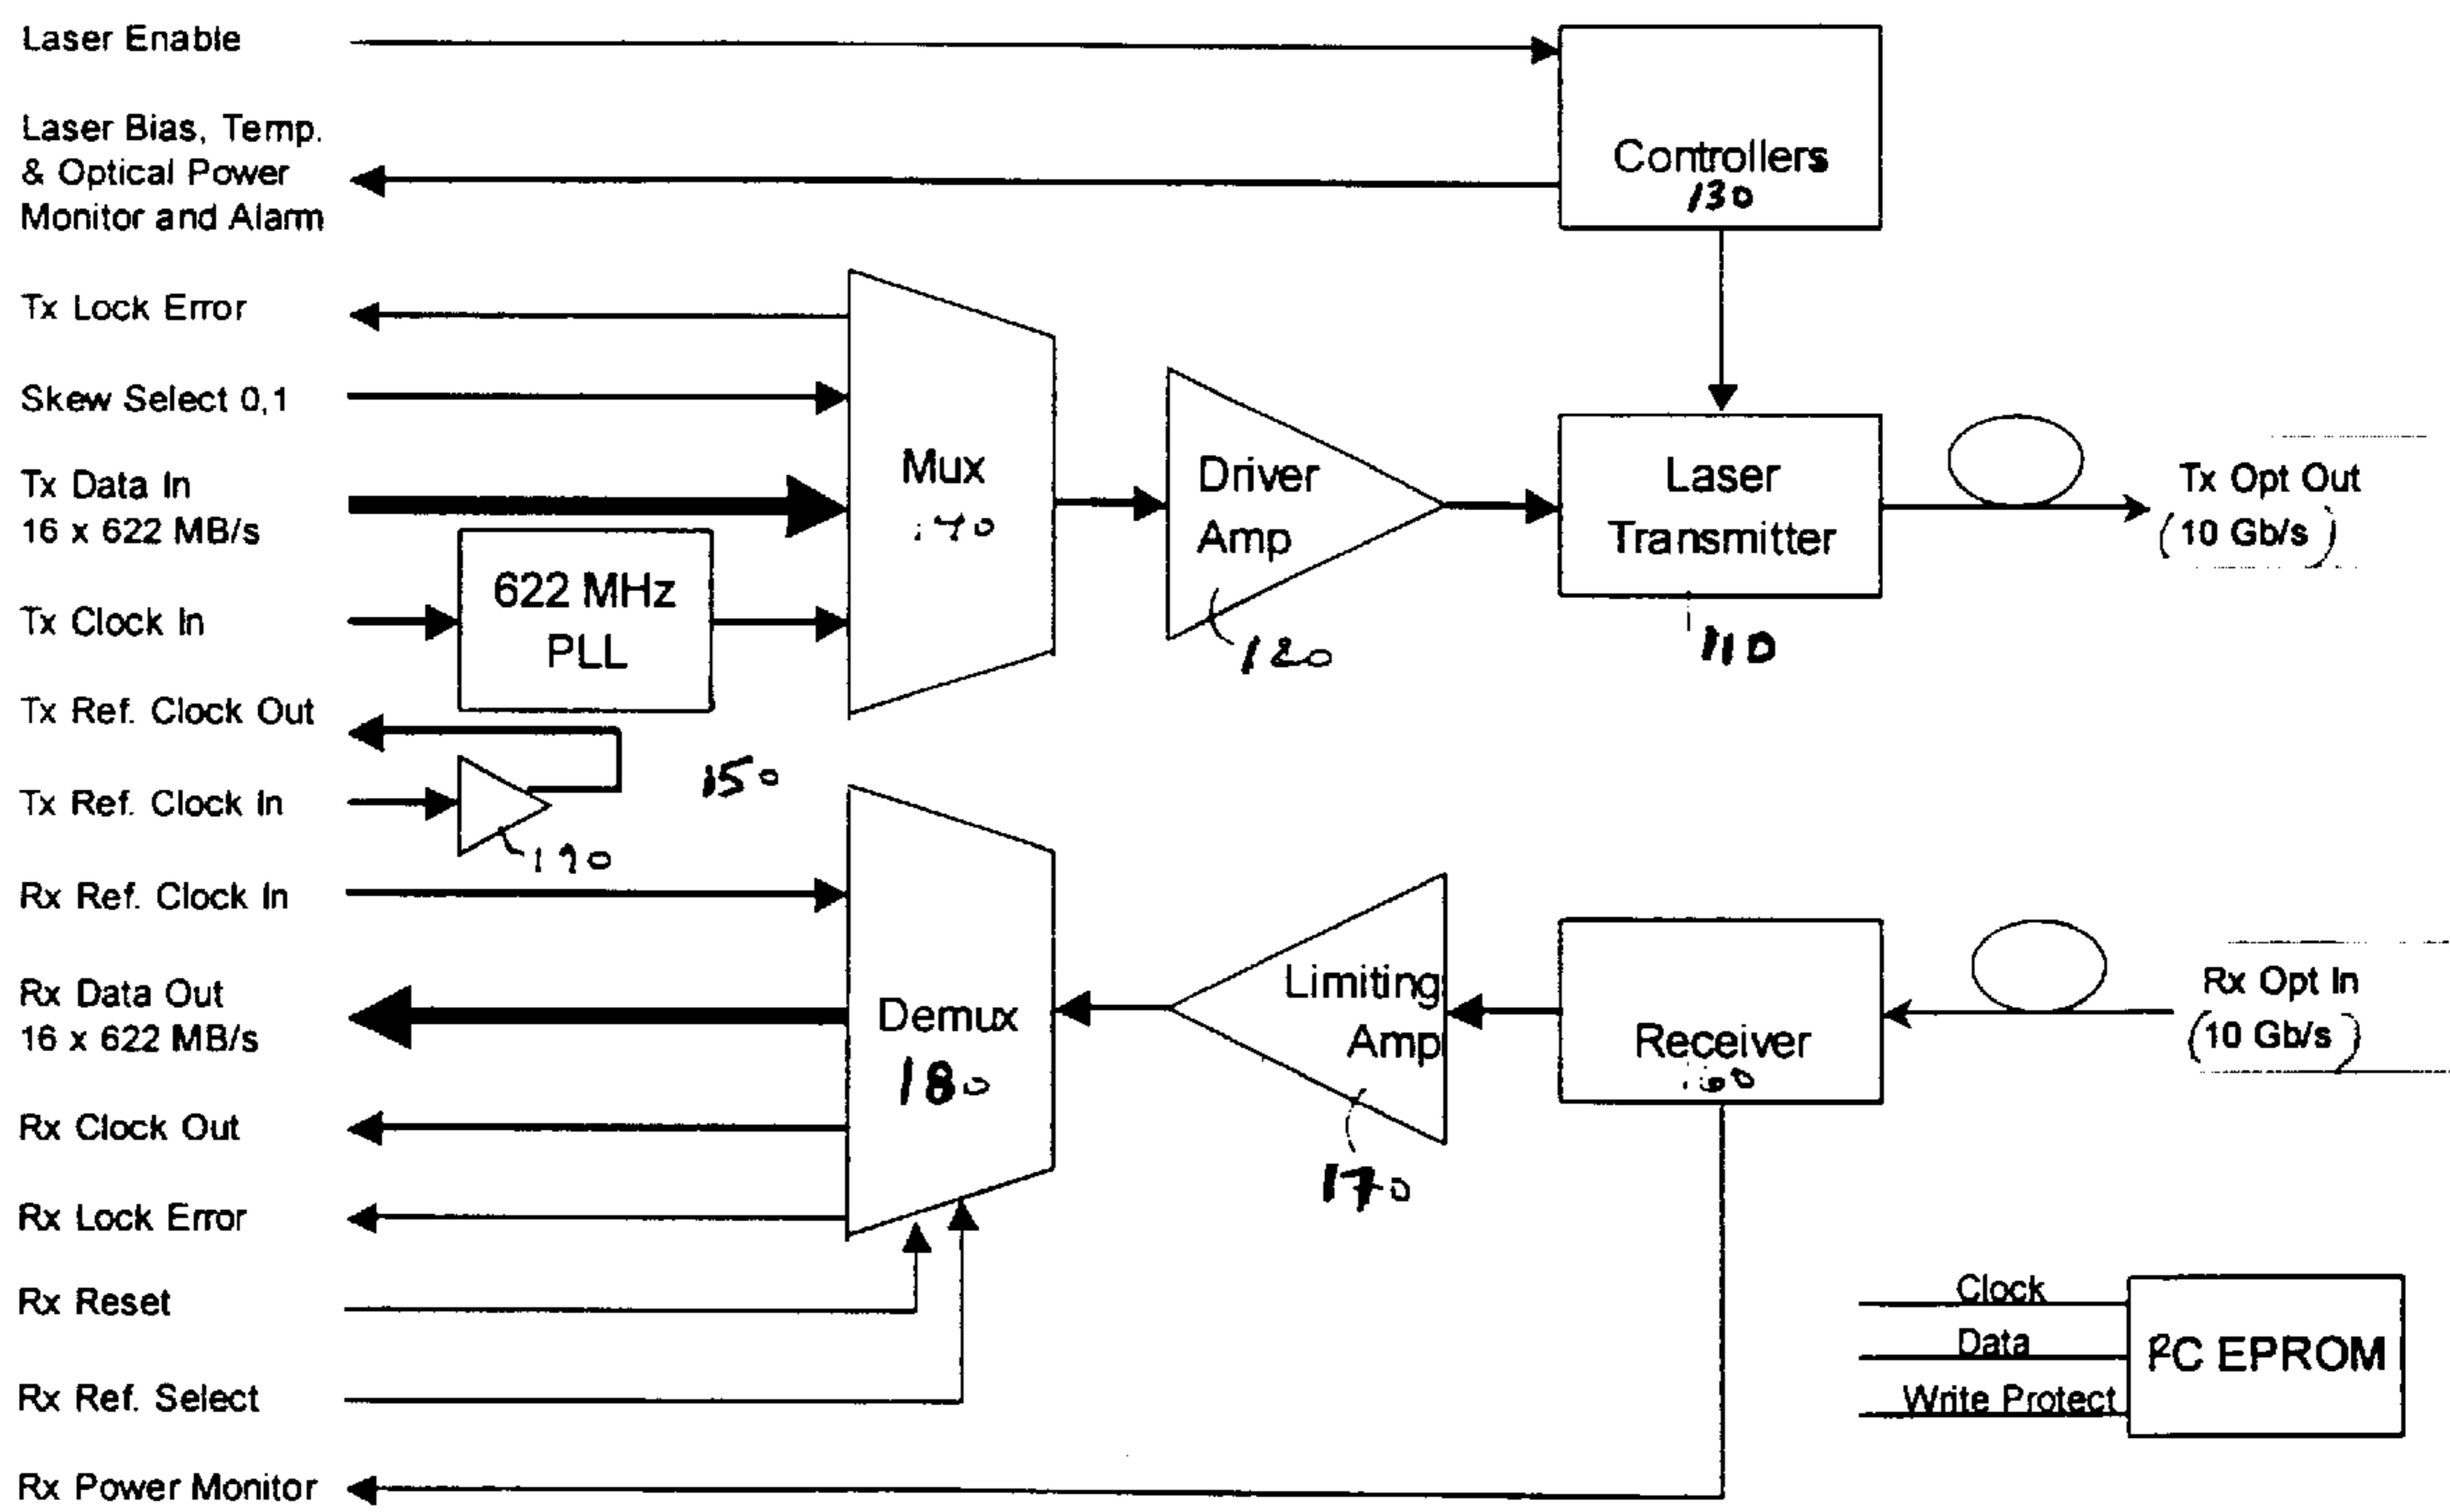 Laser Enable
Laser Bias, Temp.
& Optical Power
Monitor and Alarm
Controllers
130
Tx Lock Error
Skew Select 0,1
Tx Data In
16 x 622 MB/s
Mux
Driver
Amp
120
Laser
Transmitter
110
Tx Opt Out
(10 Gb/s)
Tx Clock In
622 MHz
PLL
Tx Ref. Clock Out
Tx Ref. Clock In
190
150
Rx Ref. Clock In
Rx Data Out
16 x 622 MB/s
Demux
180
Limiting
Amp
170
Receiver
Rx Opt In
(10 Gb/s)
Rx Clock Out
Rx Lock Error
Rx Reset
Rx Ref. Select
Rx Power Monitor
Clock
Data
Write Protect
I²C EPROM